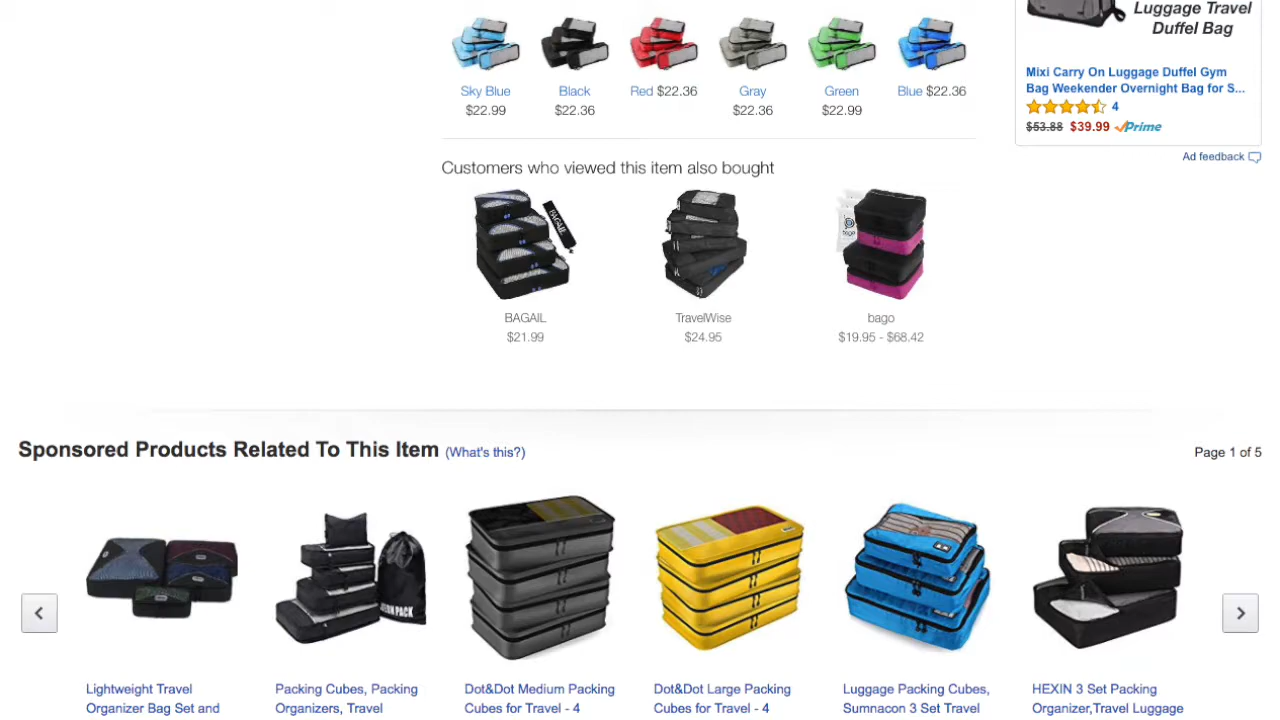 Luggage Travel
Duffel Bag
Mixi Carry On Luggage Duffel Gym
Bag Weekender Overnight Bag for S...
4
$53.88 $39.99 Prime
Ad feedback
Sky Blue
$22.99
Black
$22.36
Red $22.36
Gray
$22.36
Green
$22.99
Blue $22.36
Customers who viewed this item also bought
BAGAIL
BAGAIL
$21.99
TravelWise
$24.95
bago
bago
$19.95 - $68.42
Sponsored Products Related To This Item (What's this?)
Page 1 of 5
Lightweight Travel
Organizer Bag Set and
Packing Cubes, Packing
Organizers, Travel
Dot&Dot Medium Packing
Cubes for Travel - 4
Dot&Dot Large Packing
Cubes for Travel - 4
Luggage Packing Cubes,
Sumnacon 3 Set Travel
HEXIN 3 Set Packing
Organizer,Travel Luggage